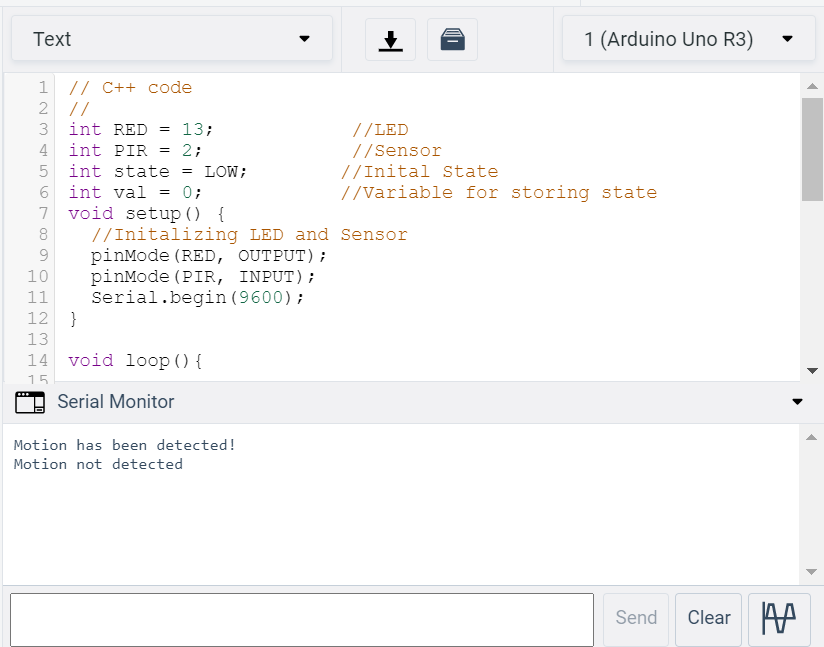 Text
1 (Arduino Uno R3)
1 // C++ code
2 //
3 int RED = 13;            //LED
4 int PIR = 2;             //Sensor
5 int state = LOW;        //Inital State
6 int val = 0;            //Variable for storing state
7 void setup() {
8   //Initalizing LED and Sensor
9   pinMode(RED, OUTPUT);
10   pinMode(PIR, INPUT);
11   Serial.begin(9600);
12 }
13
14 void loop(){
15
Serial Monitor
Motion has been detected!
Motion not detected
Send
Clear